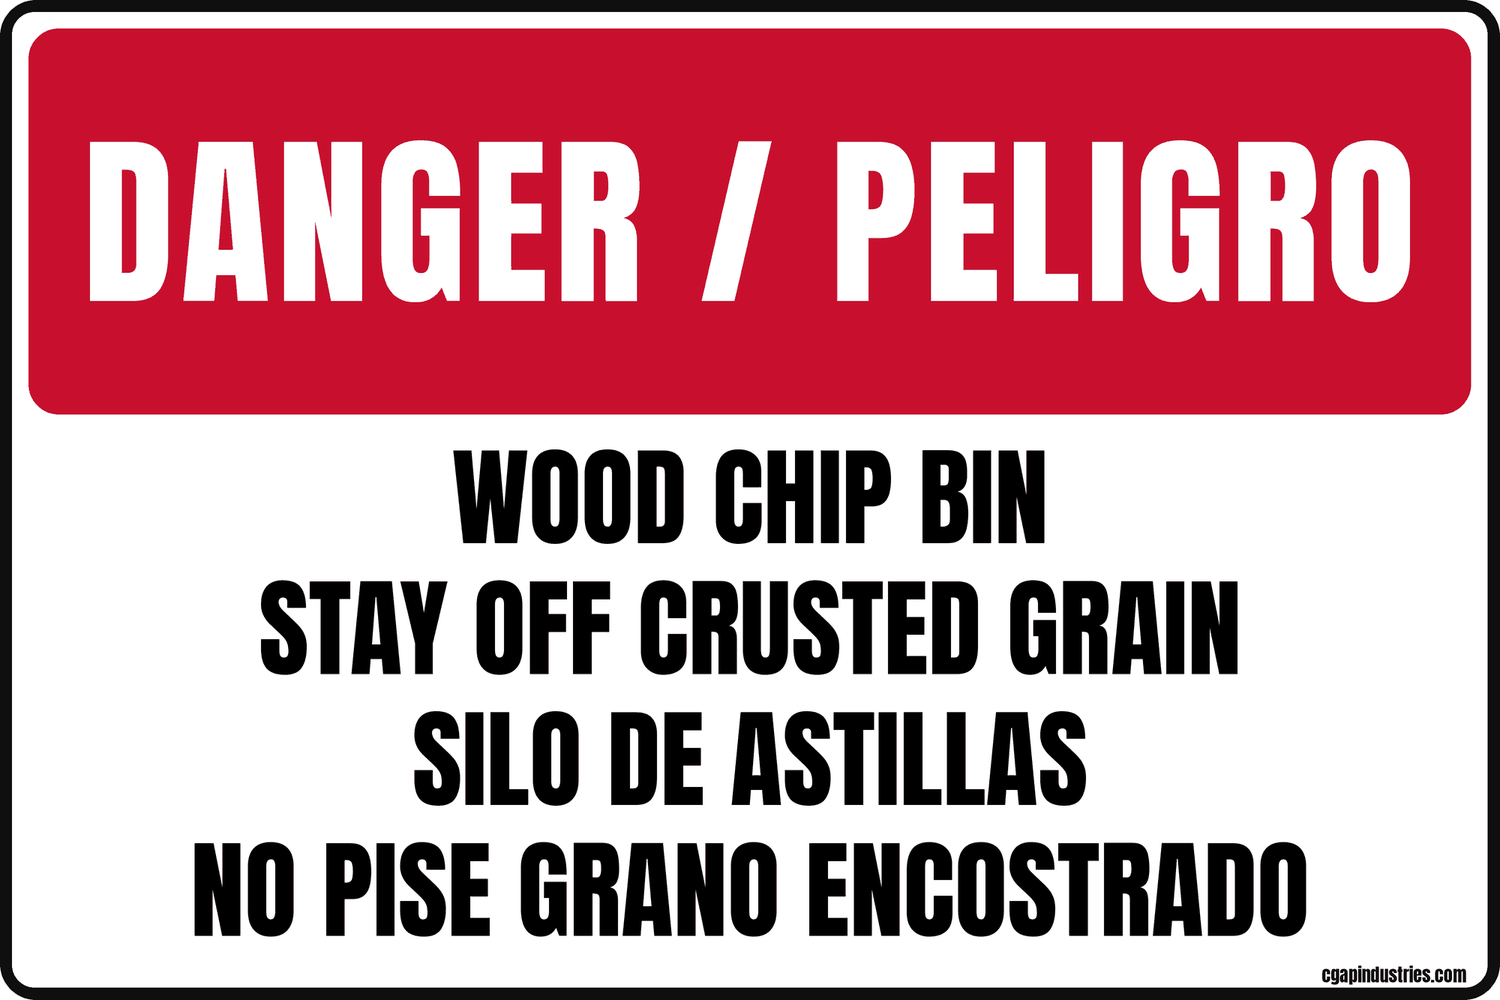 DANGER / PELIGRO
WOOD CHIP BIN
STAY OFF CRUSTED GRAIN
SILO DE ASTILLAS
NO PISE GRANO ENCOSTRADO
cgapindustries.com